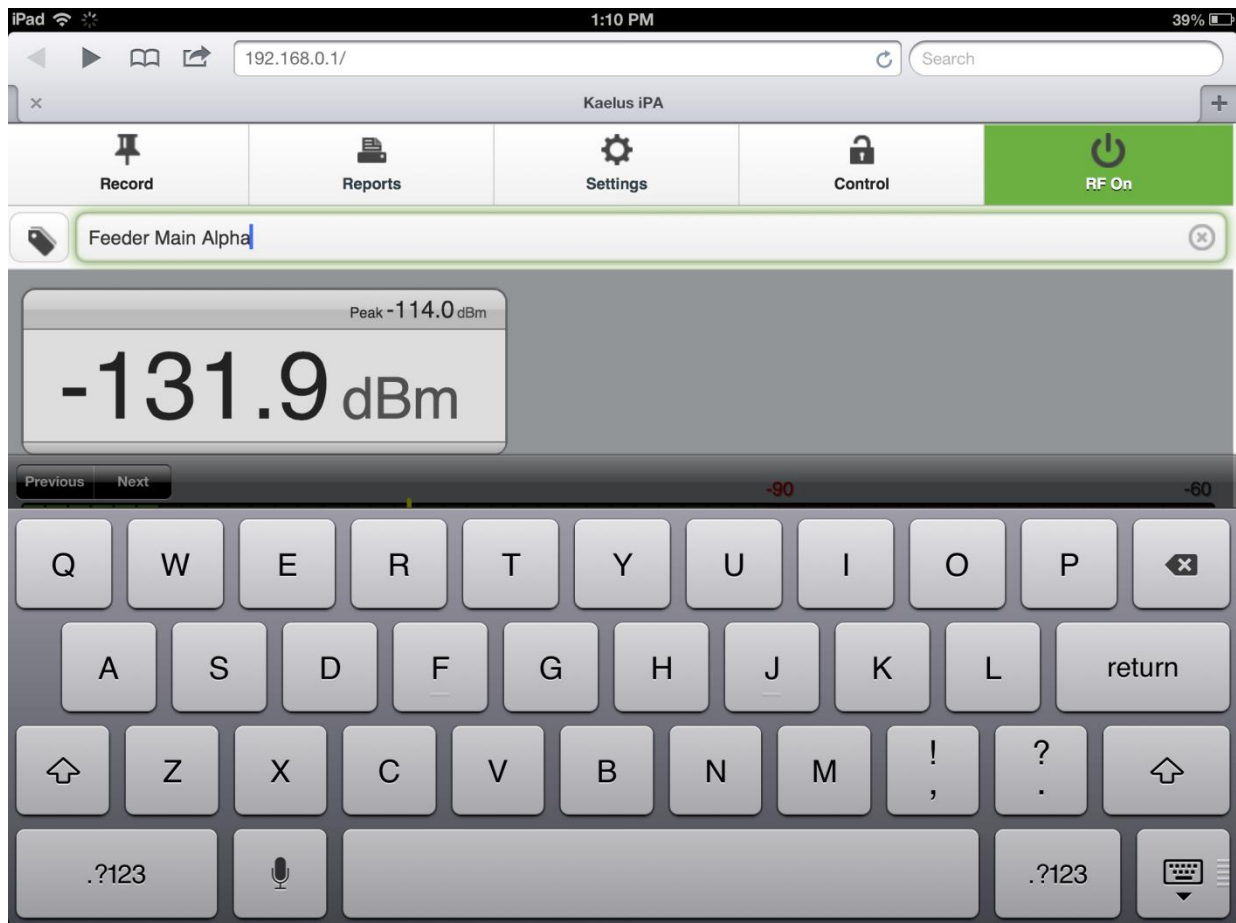 iPad 1:10 PM 39%
192.168.0.1/ Search
Kaelus iPA
Record Reports Settings Control RF On
Feeder Main Alpha
Peak -114.0 dBm
-131.9 dBm
Previous Next -90 -60
Q W E R T Y U I O P
A S D F G H J K L return
! ?
Z X C V B N M , .
.?123 .?123